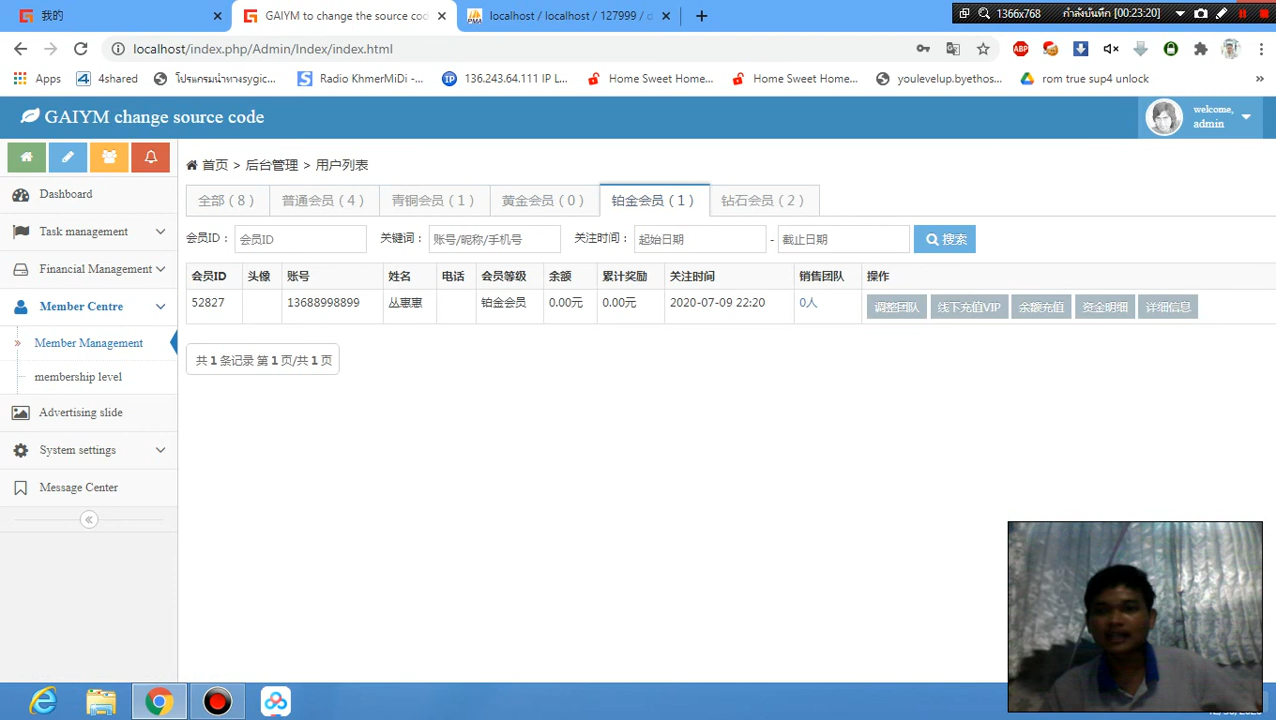 我的
GAIYM to change the source cod
localhost / localhost / 127999 / d
1366x768
กำลังบันทึก [00:23:20]
localhost/index.php/Admin/Index/index.html
Apps
4shared
โปรแกรมนำทางsygic...
Radio KhmerMiDi -...
136.243.64.111 IP L...
Home Sweet Home...
Home Sweet Home...
youlevelup.byethos...
rom true sup4 unlock
»
GAIYM change source code
welcome,
admin
首页 > 后台管理 > 用户列表
Dashboard
Task management
Financial Management
Member Centre
Member Management
membership level
Advertising slide
System settings
Message Center
全部（8） 普通会员（4） 青铜会员（1） 黄金会员（0） 铂金会员（1） 钻石会员（2）
会员ID： 会员ID 关键词： 账号/昵称/手机号 关注时间： 起始日期 - 截止日期 搜索
会员ID 头像 账号 姓名 电话 会员等级 余额 累计奖励 关注时间 销售团队 操作
52827 13688998899 丛惠惠 铂金会员 0.00元 0.00元 2020-07-09 22:20 0人 调整团队 线下充值VIP 余额充值 资金明细 详细信息
共 1 条记录 第 1 页/共 1 页